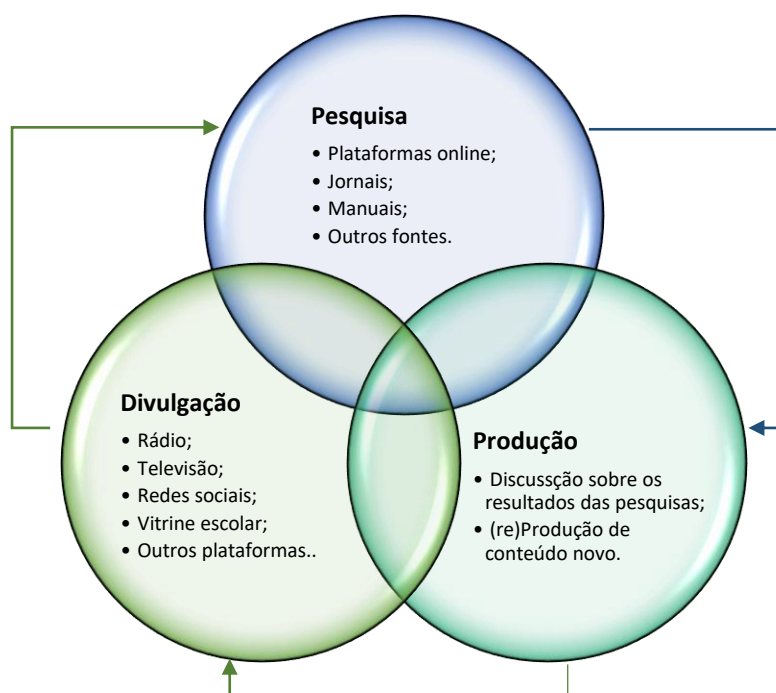 Pesquisa
• Plataformas online;
• Jornais;
• Manuais;
• Outros fontes.
Divulgação
• Rádio;
• Televisão;
• Redes sociais;
• Vitrine escolar;
• Outros plataformas..
Produção
• Discussção sobre os
resultados das pesquisas;
• (re)Produção de
conteúdo novo.